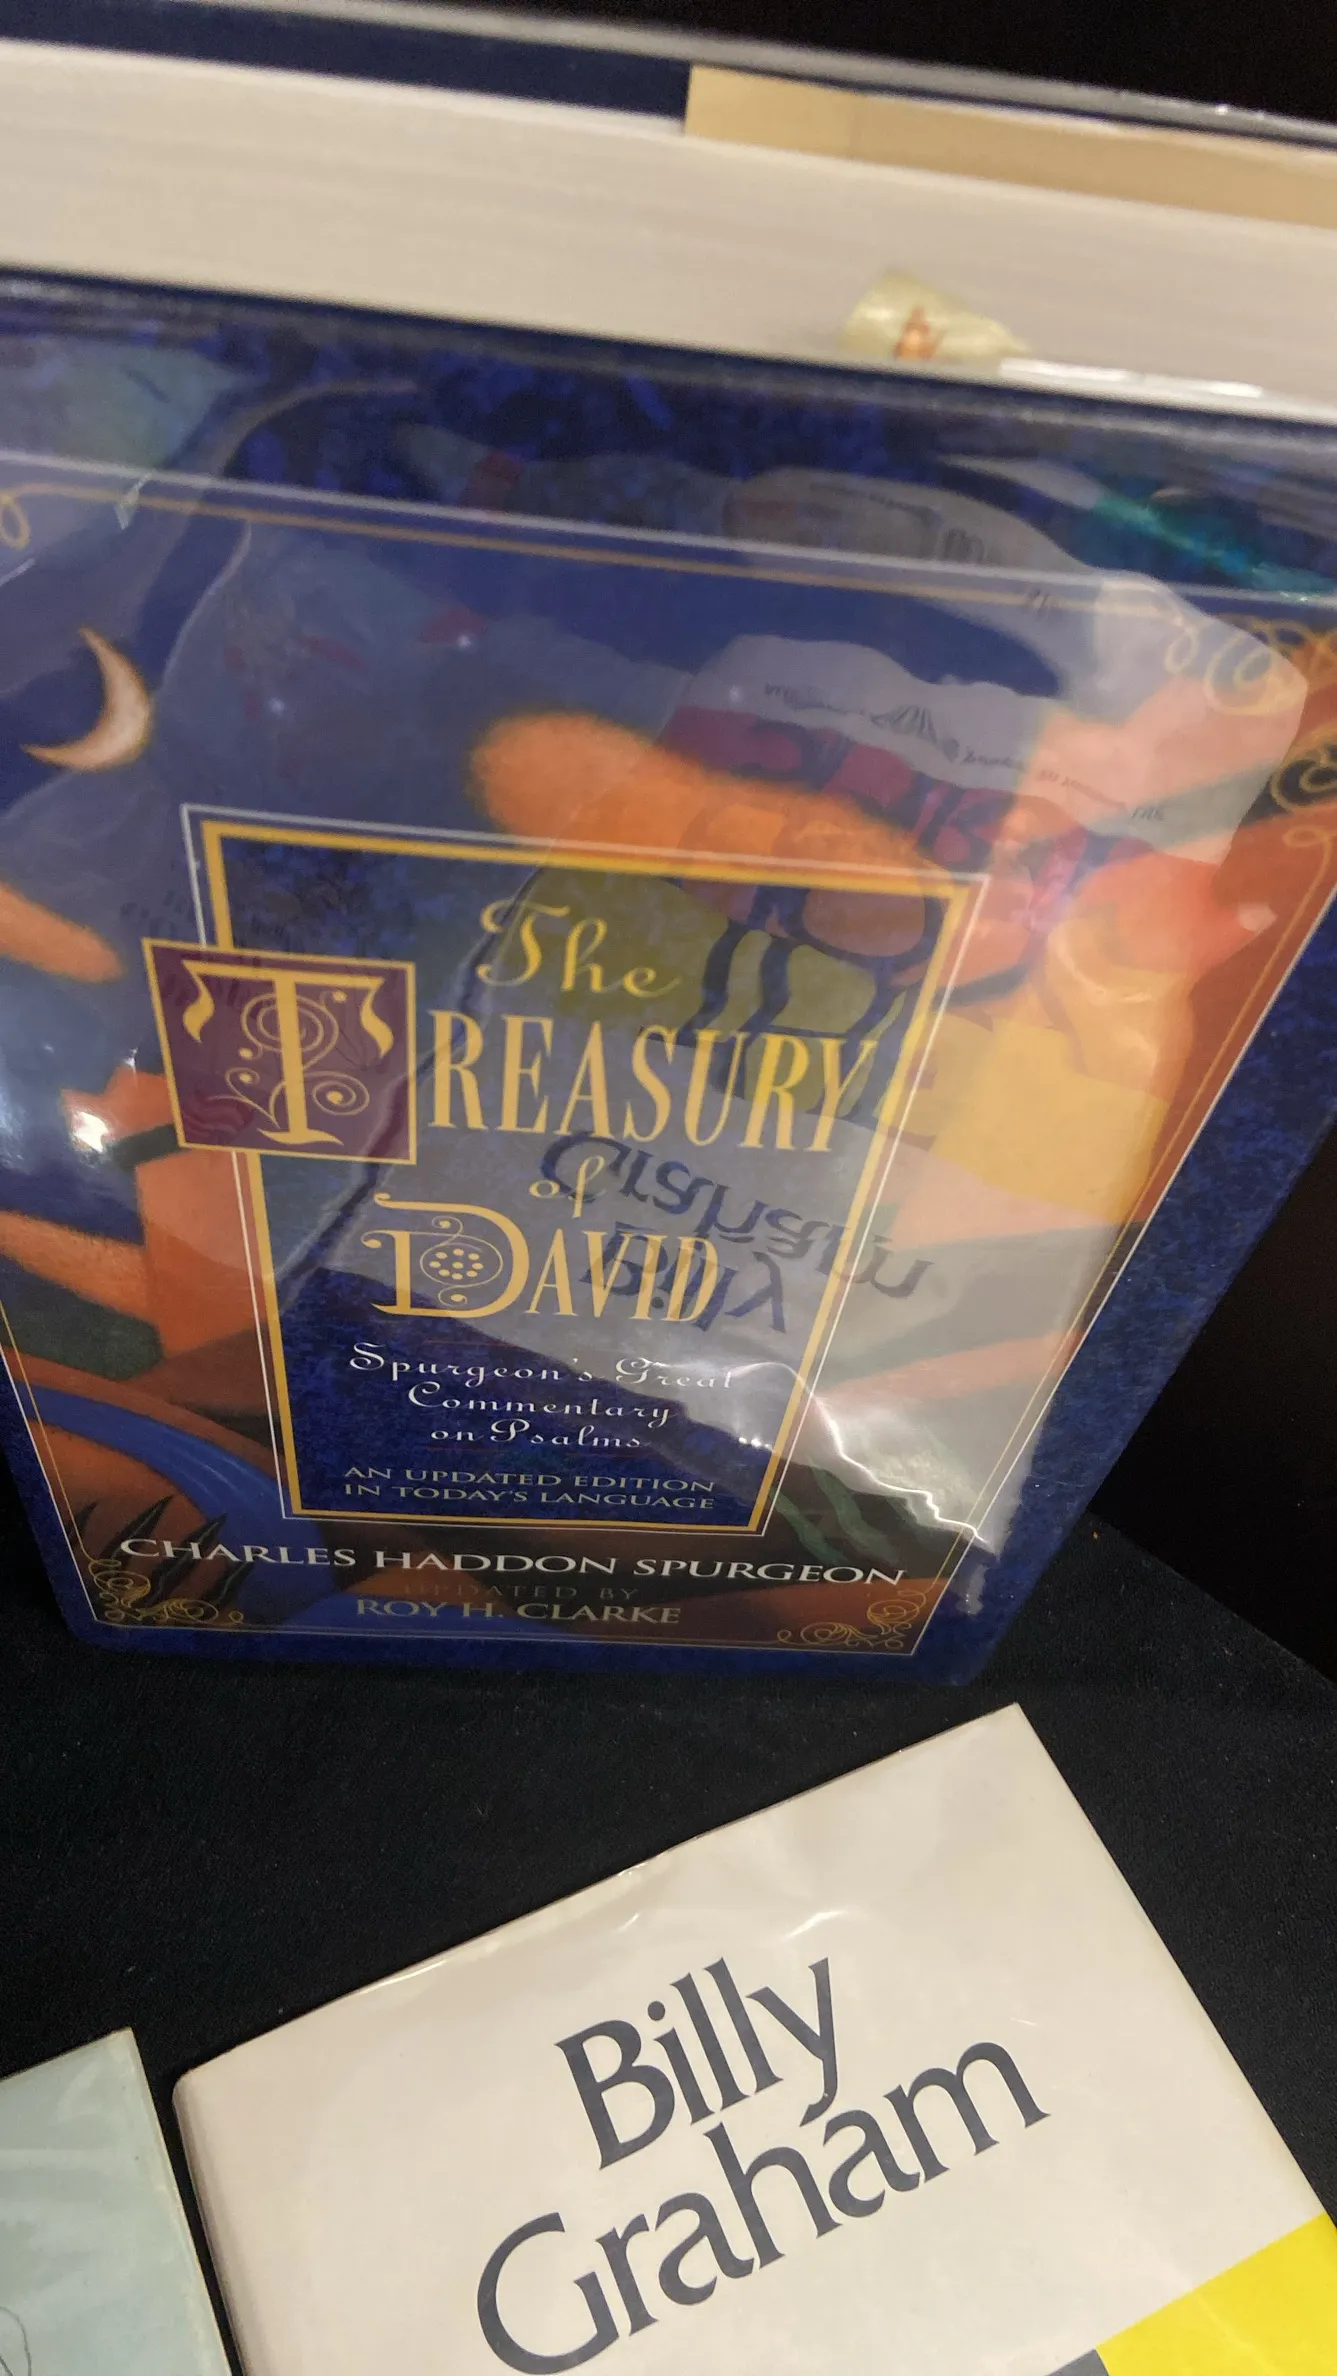 The
TREASURY
of
DAVID
Spurgeon's Great
Commentary
on Psalms
AN UPDATED EDITION
IN TODAY'S LANGUAGE
CHARLES HADDON SPURGEON
UPDATED BY
ROY H. CLARKE
Billy
Graham